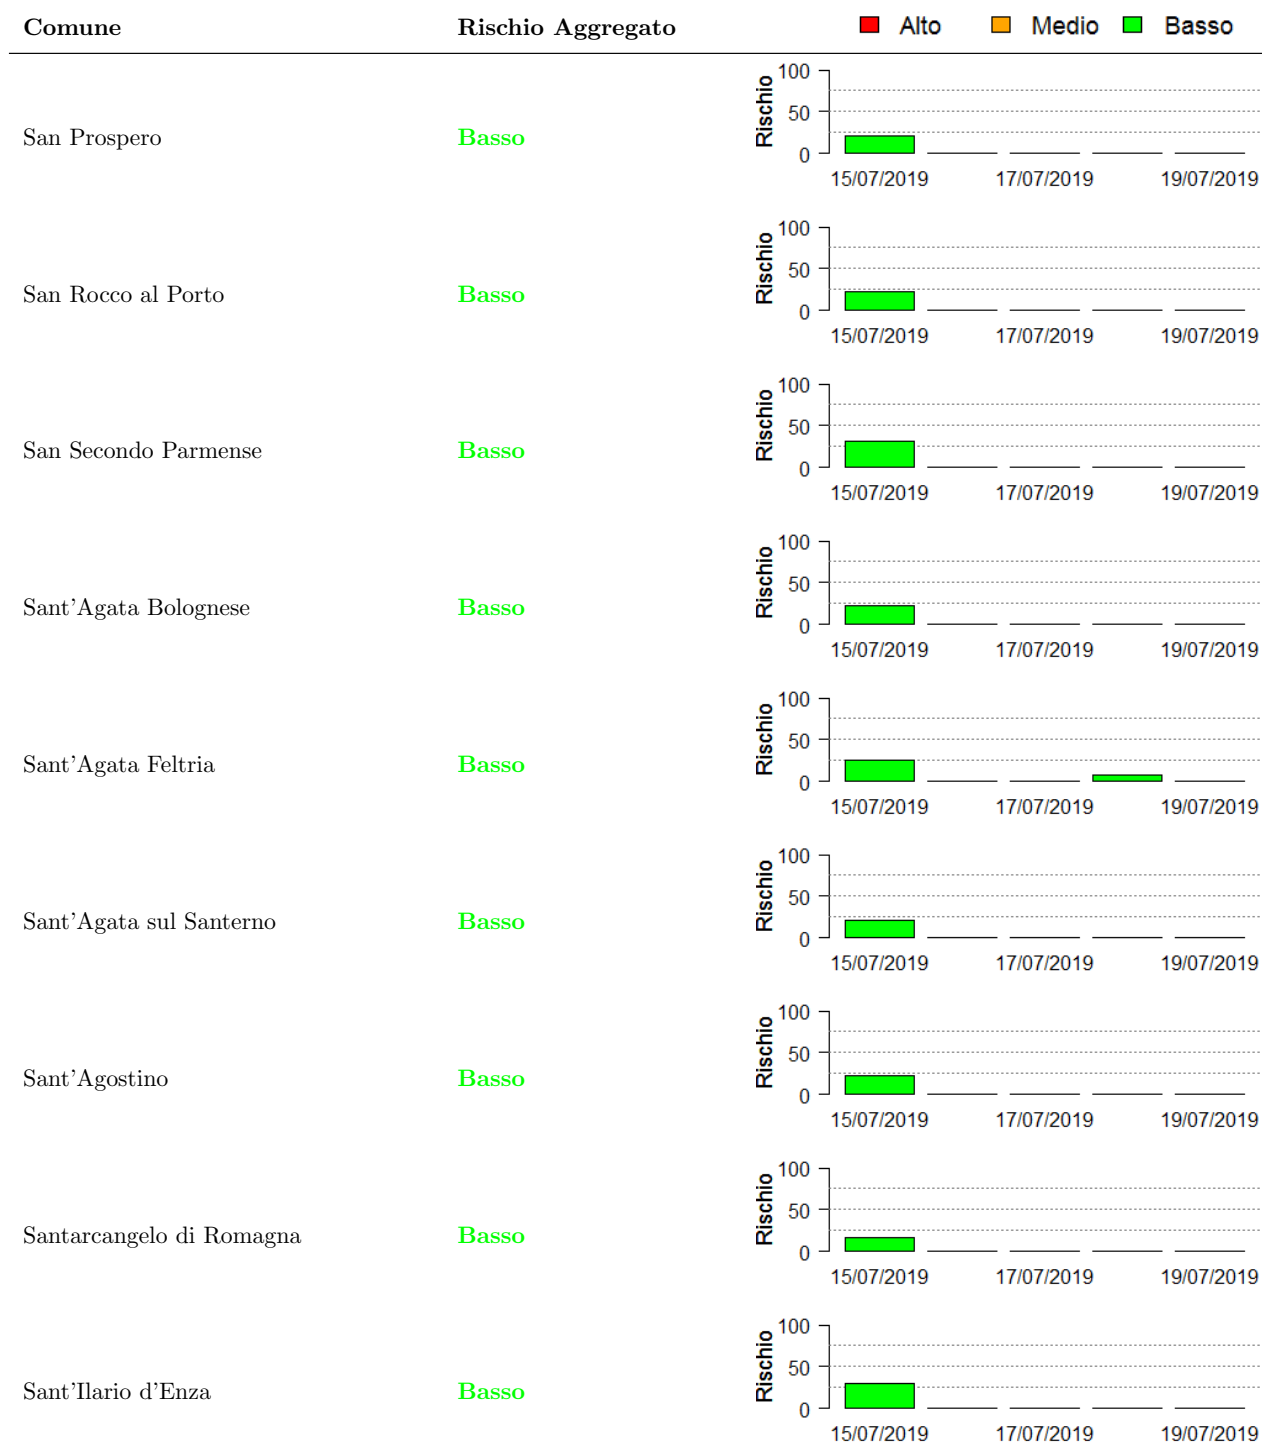 Comune Rischio Aggregato Alto Medio Basso
100
50
0
Rischio
San Prospero Basso
15/07/2019 17/07/2019 19/07/2019
100
50
0
Rischio
San Rocco al Porto Basso
15/07/2019 17/07/2019 19/07/2019
100
50
0
Rischio
San Secondo Parmense Basso
15/07/2019 17/07/2019 19/07/2019
100
50
0
Rischio
Sant'Agata Bolognese Basso
15/07/2019 17/07/2019 19/07/2019
100
50
0
Rischio
Sant'Agata Feltria Basso
15/07/2019 17/07/2019 19/07/2019
100
50
0
Rischio
Sant'Agata sul Santerno Basso
15/07/2019 17/07/2019 19/07/2019
100
50
0
Rischio
Sant'Agostino Basso
15/07/2019 17/07/2019 19/07/2019
100
50
0
Rischio
Santarcangelo di Romagna Basso
15/07/2019 17/07/2019 19/07/2019
100
50
0
Rischio
Sant'Ilario d'Enza Basso
15/07/2019 17/07/2019 19/07/2019